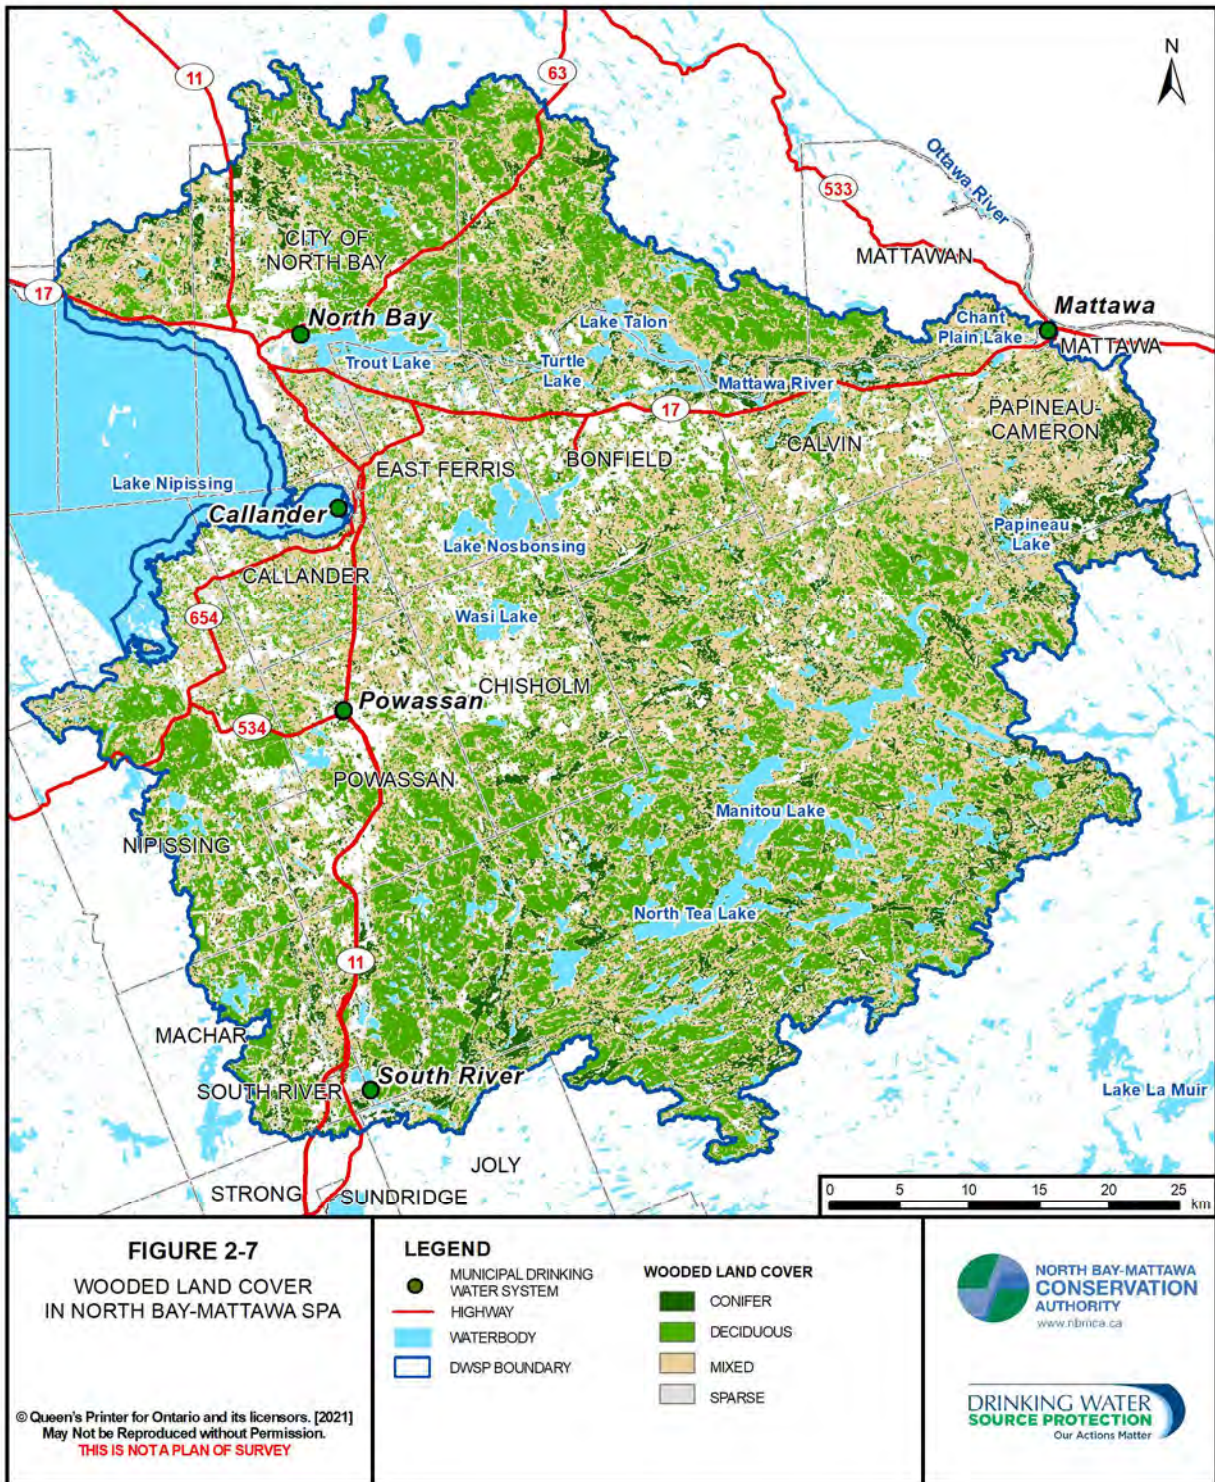 N
11
63
533
Ottawa River
CITY OF
NORTH BAY
MATTAWAN
17
North Bay
Lake Talon
Chant
Plain Lake
Mattawa
MATTAWA
Trout Lake
Turtle
Lake
Mattawa River
17
PAPINEAU-
CAMERON
CALVIN
EAST FERRIS
BONFIELD
Lake Nipissing
Callander
Lake Nosbonsing
Papineau
Lake
CALLANDER
654
Wasi Lake
CHISHOLM
Powassan
534
POWASSAN
Manitou Lake
NIPISSING
North Tea Lake
11
MACHAR
SOUTH RIVER
South River
Lake La Muir
JOLY
STRONG
SUNDRIDGE
0 5 10 15 20 25
km
FIGURE 2-7
WOODED LAND COVER
IN NORTH BAY-MATTAWA SPA
© Queen's Printer for Ontario and its licensors. [2021]
May Not be Reproduced without Permission.
THIS IS NOT A PLAN OF SURVEY
LEGEND
MUNICIPAL DRINKING
WATER SYSTEM
HIGHWAY
WATERBODY
DWSP BOUNDARY
WOODED LAND COVER
CONIFER
DECIDUOUS
MIXED
SPARSE
NORTH BAY-MATTAWA
CONSERVATION
AUTHORITY
www.nbmca.ca
DRINKING WATER
SOURCE PROTECTION
Our Actions Matter